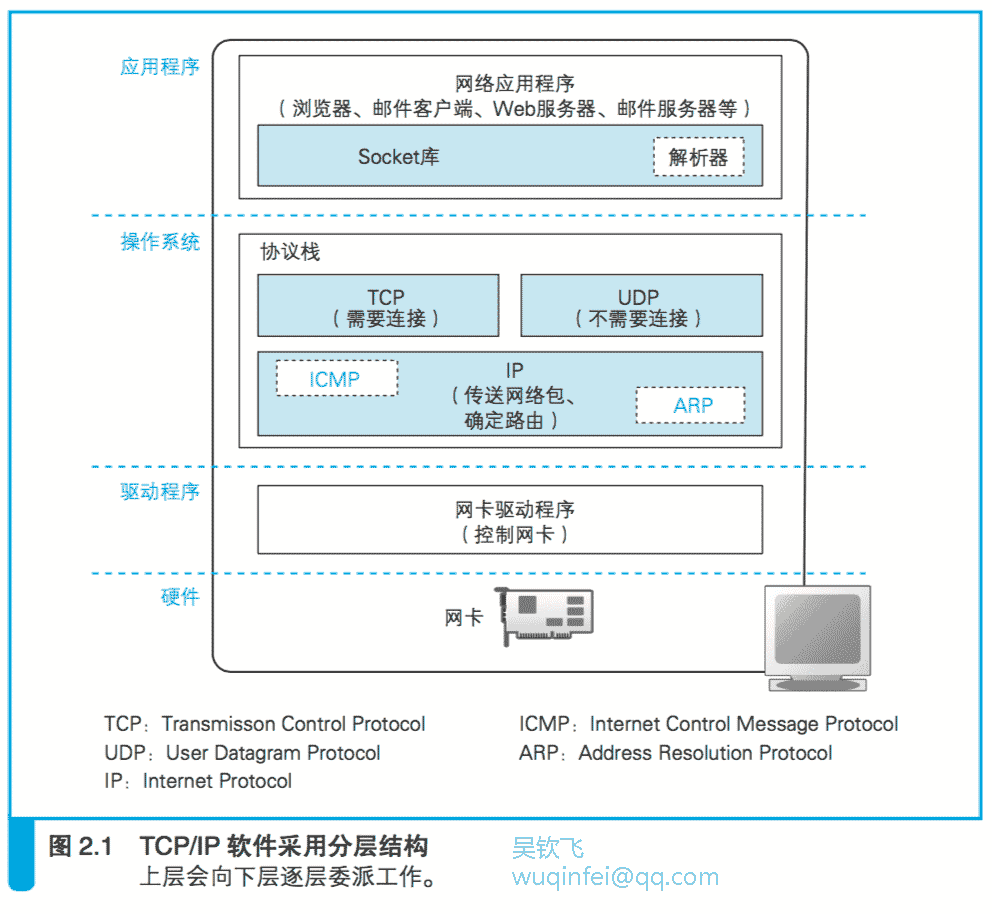 应用程序
网络应用程序
（浏览器、邮件客户端、Web服务器、邮件服务器等）
Socket库
解析器
操作系统
协议栈
TCP
（需要连接）
UDP
（不需要连接）
ICMP
IP
（传送网络包、
确定路由）
ARP
驱动程序
网卡驱动程序
（控制网卡）
硬件
网卡
TCP：Transmisson Control Protocol
UDP：User Datagram Protocol
IP：Internet Protocol
ICMP：Internet Control Message Protocol
ARP：Address Resolution Protocol
图 2.1 TCP/IP 软件采用分层结构
上层会向下层逐层委派工作。
吴钦飞
wuqinfei@qq.com